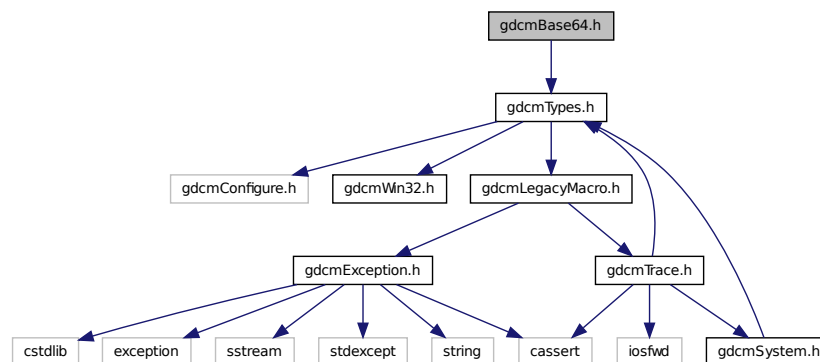 gdcmBase64.h
gdcmTypes.h
gdcmConfigure.h
gdcmWin32.h
gdcmLegacyMacro.h
gdcmException.h
gdcmTrace.h
cstdlib
exception
sstream
stdexcept
string
cassert
iosfwd
gdcmSystem.h